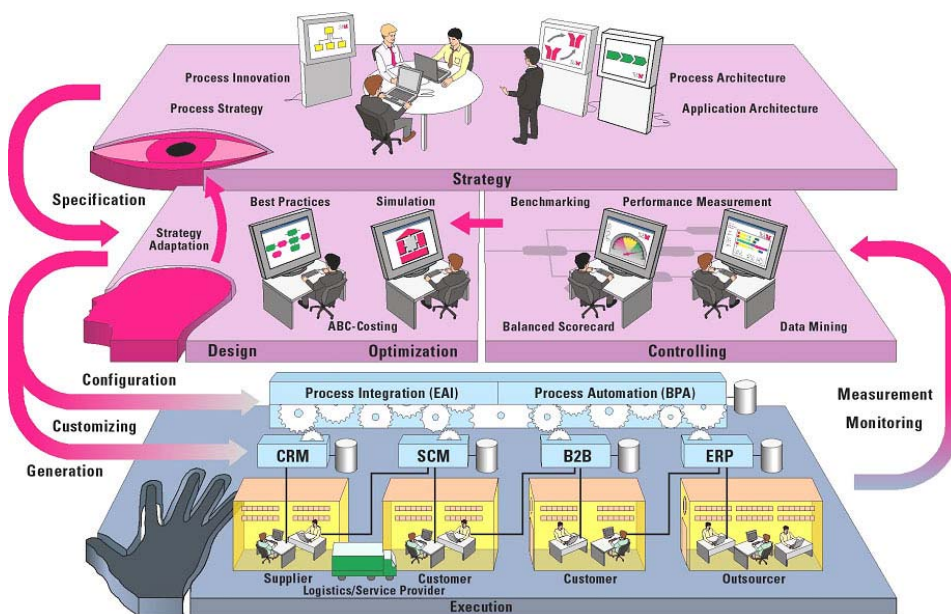 Process Innovation
Process Architecture
Process Strategy
Application Architecture
Strategy
Specification
Best Practices
Simulation
Benchmarking
Performance Measurement
Strategy
Adaptation
ABC-Costing
Balanced Scorecard
Data Mining
Design
Optimization
Controlling
Configuration
Process Integration (EAI)
Process Automation (BPA)
Measurement
Customizing
Monitoring
CRM
SCM
B2B
ERP
Generation
Supplier
Customer
Customer
Outsourcer
Logistics/Service Provider
Execution